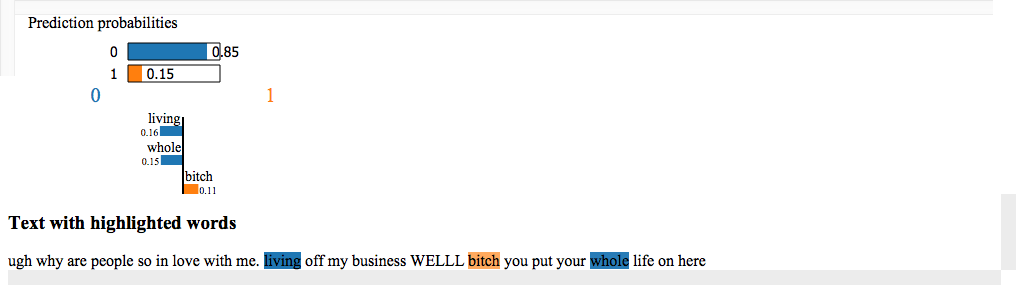 Prediction probabilities
0 0.85
1 0.15
0 1
living
0.16
whole
0.15
bitch
0.11
Text with highlighted words
ugh why are people so in love with me. living off my business WELLL bitch you put your whole life on here